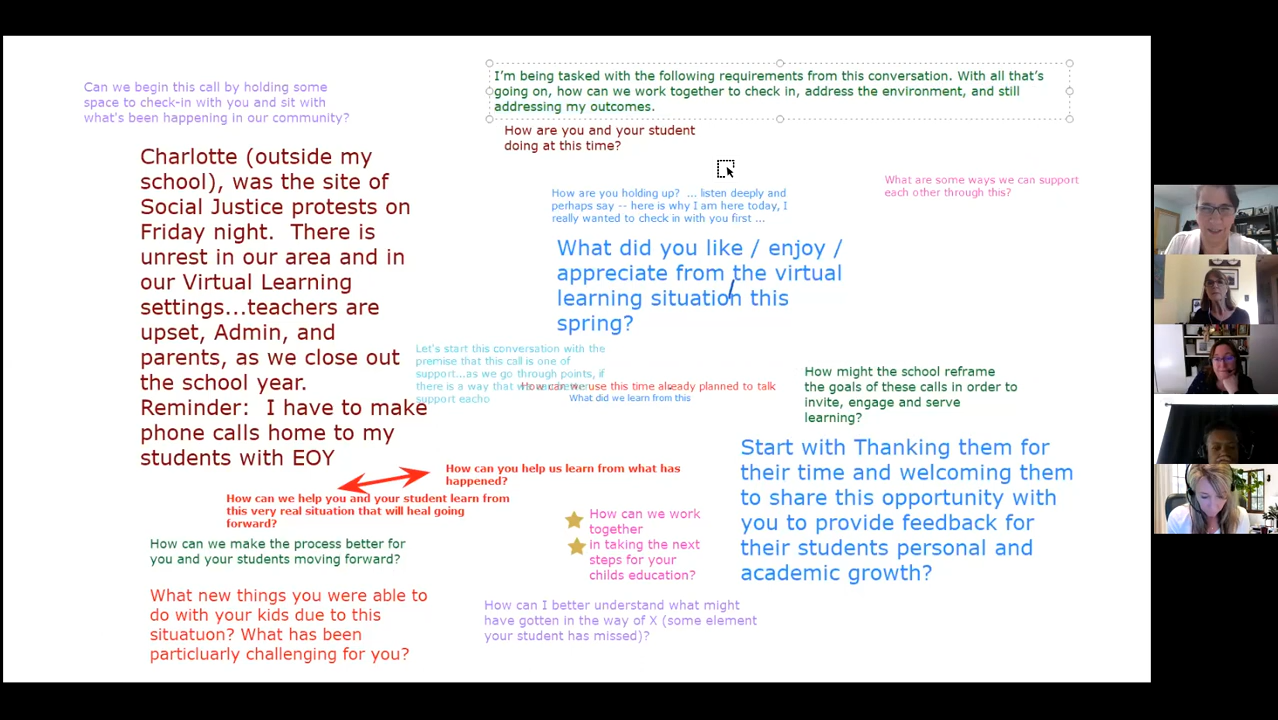 Can we begin this call by holding some
space to check-in with you and sit with
what's been happening in our community?
I'm being tasked with the following requirements from this conversation. With all that's
going on, how can we work together to check in, address the environment, and still
addressing my outcomes.
How are you and your student
doing at this time?
Charlotte (outside my
school), was the site of
Social Justice protests on
Friday night. There is
unrest in our area and in
our Virtual Learning
settings...teachers are
upset, Admin, and
parents, as we close out
the school year.
Reminder: I have to make
phone calls home to my
students with EOY
What are some ways we can support
each other through this?
How are you holding up? ... listen deeply and
perhaps say -- here is why I am here today, I
really wanted to check in with you first ...
What did you like / enjoy /
appreciate from the virtual
learning situation this
spring?
/
Let's start this conversation with the
premise that this call is one of
support...as we go through points, if
there is a way that we can
support eacho
How can we use this time already planned to talk
What did we learn from this
How might the school reframe
the goals of these calls in order to
invite, engage and serve
learning?
Start with Thanking them for
their time and welcoming them
to share this opportunity with
you to provide feedback for
their students personal and
academic growth?
How can you help us learn from what has
happened?
How can we help you and your student learn from
this very real situation that will heal going
forward?
How can we work
together
in taking the next
steps for your
childs education?
How can we make the process better for
you and your students moving forward?
What new things you were able to
do with your kids due to this
situatuon? What has been
particluarly challenging for you?
How can I better understand what might
have gotten in the way of X (some element
your student has missed)?